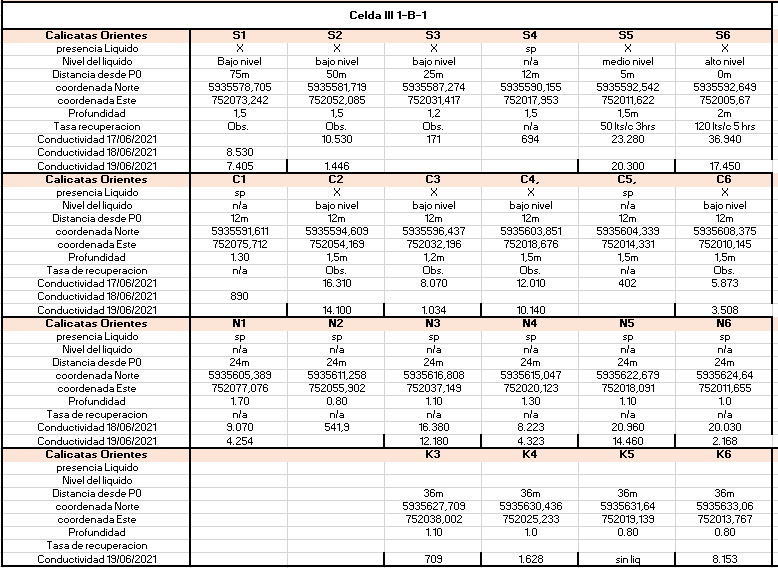 Celda III 1-B-1
Calicatas Orientes S1 S2 S3 S4 S5 S6
presencia Liquido X X X sp X X
Nivel del liquido Bajo nivel bajo nivel bajo nivel n/a medio nivel alto nivel
Distancia desde P0 75m 50m 25m 12m 5m 0m
coordenada Norte 5935578,705 5935581,719 5935587,274 5935590,155 5935592,542 5935592,649
coordenada Este 752073,242 752052,085 752031,417 752017,953 752011,622 752005,67
Profundidad 1,5 1,5 1,2 1,5 1,5m 2m
Tasa recuperacion Obs. Obs. Obs. n/a 50 lts/c 3hrs 120 lts/c 5 hrs
Conductividad 17/06/2021 10.530 171 694 23.280 36.940
Conductividad 18/06/2021 8.530
Conductividad 19/06/2021 7.405 1.446 20.300 17.450
Calicatas Orientes C1 C2 C3 C4, C5, C6
presencia Liquido sp X X X sp X
Nivel del liquido n/a bajo nivel bajo nivel bajo nivel n/a bajo nivel
Distancia desde P0 12m 12m 12m 12m 12m 12m
coordenada Norte 5935591,611 5935594,609 5935596,437 5935603,851 5935604,339 5935608,375
coordenada Este 752075,712 752054,169 752032,196 752018,676 752014,331 752010,145
Profundidad 1.30 1,5m 1,2m 1,5m 1,5m 1,5m
Tasa de recuperacion n/a Obs. Obs. Obs. n/a Obs.
Conductividad 17/06/2021 16.310 8.070 12.010 402 5.873
Conductividad 18/06/2021 890
Conductividad 19/06/2021 14.100 1.034 10.140 3.508
Calicatas Orientes N1 N2 N3 N4 N5 N6
presencia Liquido sp sp sp sp sp sp
Nivel del liquido n/a n/a n/a n/a n/a n/a
Distancia desde P0 24m 24m 24m 24m 24m 24m
coordenada Norte 5935605,389 5935611,258 5935616,808 5935615,047 5935622,679 5935624,64
coordenada Este 752077,076 752055,902 752037,149 752020,123 752018,091 752011,655
Profundidad 1.70 0.80 1.10 1.30 1.10 1.0
Tasa de recuperacion n/a n/a n/a n/a n/a n/a
Conductividad 18/06/2021 9.070 541,9 16.380 8.223 20.960 20.030
Conductividad 19/06/2021 4.254 12.180 4.323 14.460 2.168
Calicatas Orientes K3 K4 K5 K6
presencia Liquido
Nivel del liquido
Distancia desde P0 36m 36m 36m 36m
coordenada Norte 5935627,709 5935630,436 5935631,64 5935633,06
coordenada Este 752038,002 752025,233 752019,139 752013,767
Profundidad 1.10 1.0 0.80 0.80
Tasa de recuperacion
Conductividad 19/06/2021 709 1.628 sin liq 8.153